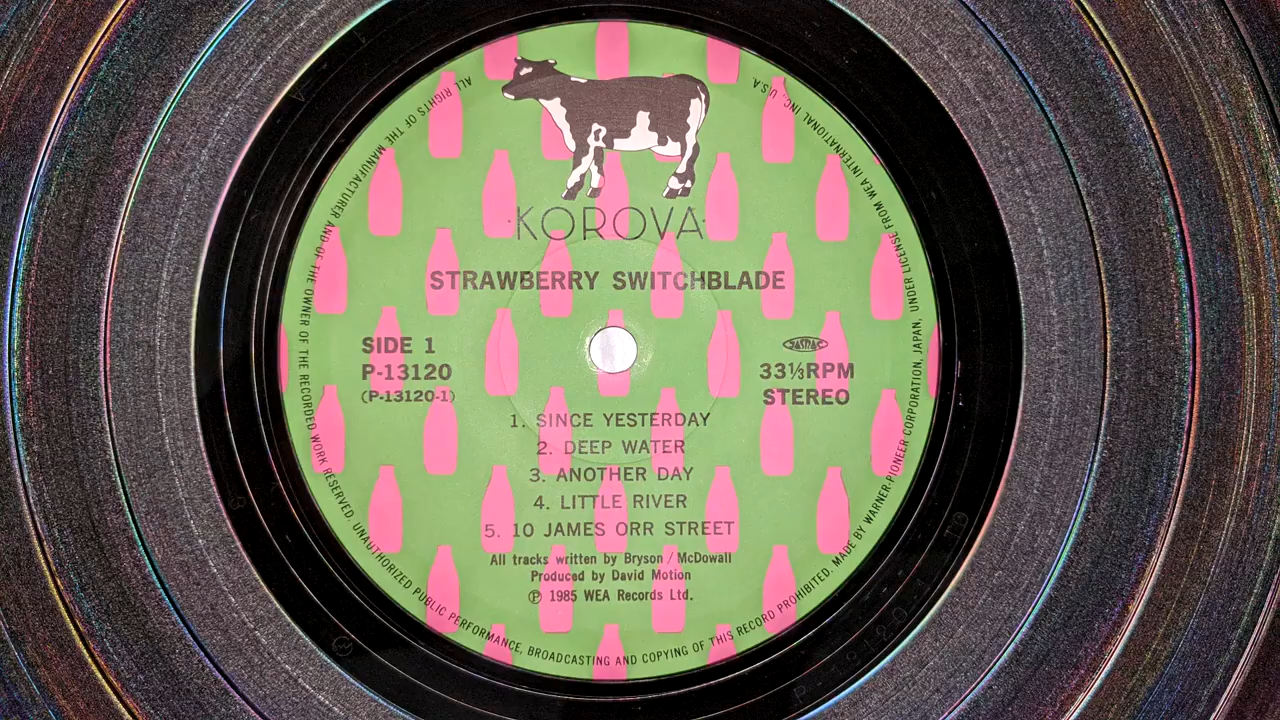 ·KOROVA·
STRAWBERRY SWITCHBLADE
SIDE 1
P-13120
(P-13120-1)
JASRAC
33⅓RPM
STEREO
1. SINCE YESTERDAY
2. DEEP WATER
3. ANOTHER DAY
4. LITTLE RIVER
5. 10 JAMES ORR STREET
All tracks written by Bryson / McDowall
Produced by David Motion
℗ 1985 WEA Records Ltd.
ALL RIGHTS OF THE MANUFACTURER AND OF THE OWNER OF THE RECORDED WORK RESERVED. UNAUTHORIZED PUBLIC PERFORMANCE, BROADCASTING AND COPYING OF THIS RECORD PROHIBITED. MADE BY WARNER-PIONEER CORPORATION, JAPAN, UNDER LICENSE FROM WEA INTERNATIONAL INC., U.S.A.